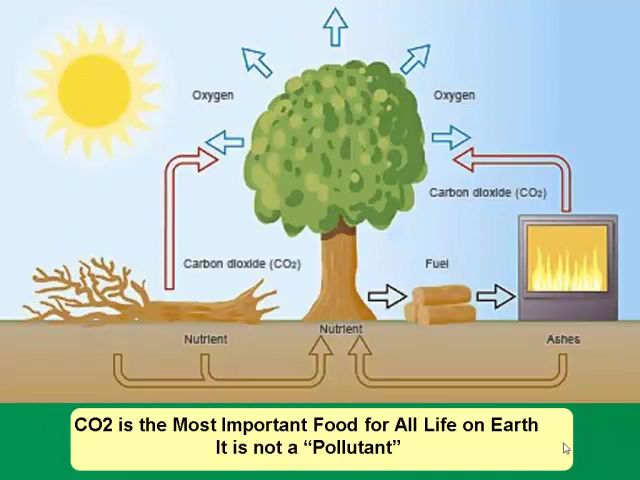 Oxygen
Oxygen
Carbon dioxide (CO₂)
Carbon dioxide (CO₂)
Fuel
Nutrient
Nutrient
Ashes
CO2 is the Most Important Food for All Life on Earth
It is not a “Pollutant”